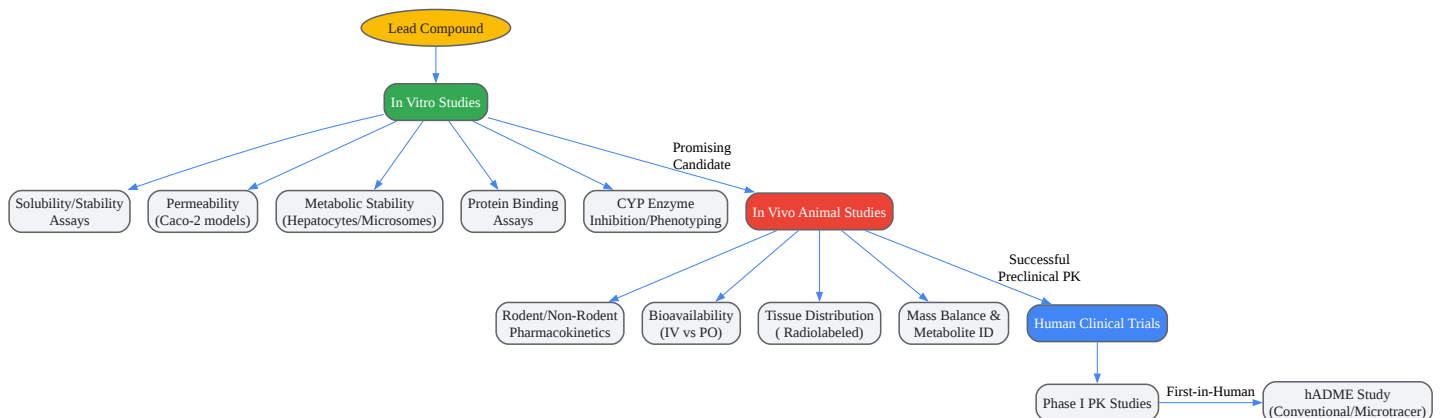 Lead Compound
In Vitro Studies
Promising
Candidate
Solubility/Stability
Assays
Permeability
(Caco-2 models)
Metabolic Stability
(Hepatocytes/Microsomes)
Protein Binding
Assays
CYP Enzyme
Inhibition/Phenotyping
In Vivo Animal Studies
Successful
Preclinical PK
Rodent/Non-Rodent
Pharmacokinetics
Bioavailability
(IV vs PO)
Tissue Distribution
( Radiolabeled)
Mass Balance &
Metabolite ID
Human Clinical Trials
Phase I PK Studies
First-in-Human
hADME Study
(Conventional/Microtracer)